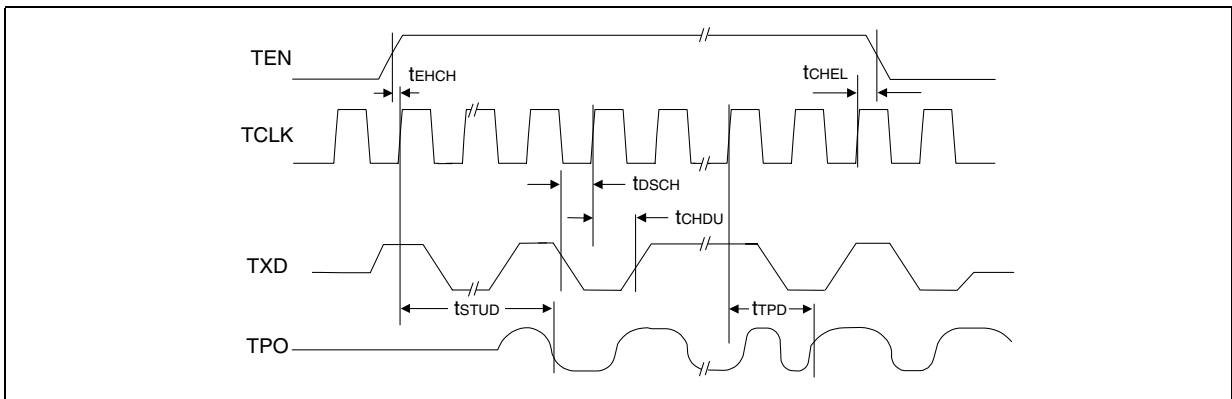 TEN
tEHCH
tCHEL
TCLK
tDSCH
tCHDU
TXD
tSTUD
tTPD
TPO